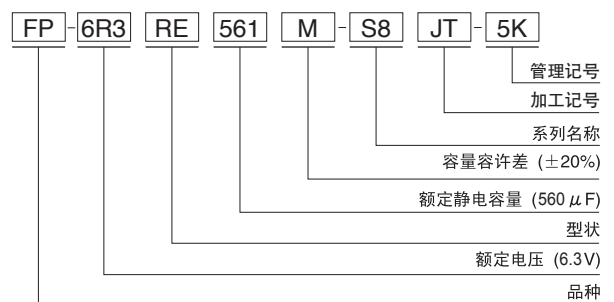 FP-6R3 RE 561 M-S8 JT-5K
管理记号
加工记号
系列名称
容量容许差 (±20%)
额定静电容量 (560μF)
型状
额定电压 (6.3V)
品种